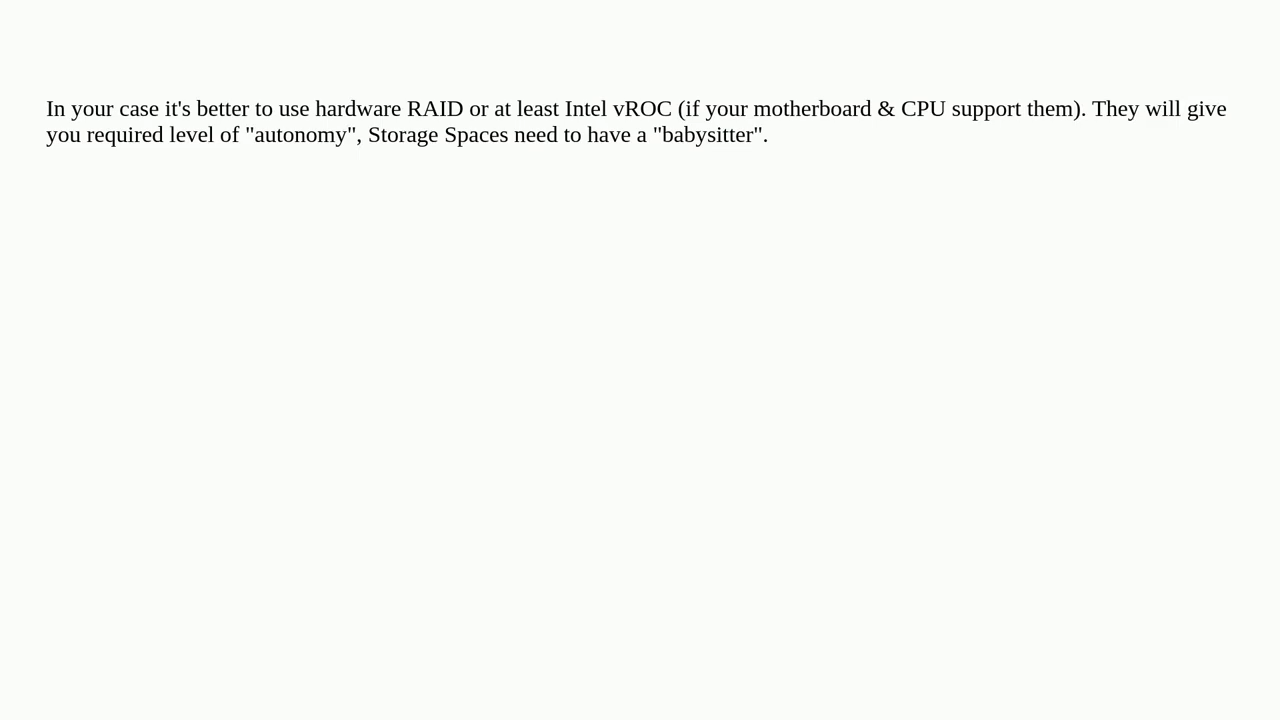 In your case it's better to use hardware RAID or at least Intel vROC (if your motherboard & CPU support them). They will give
you required level of "autonomy", Storage Spaces need to have a "babysitter".